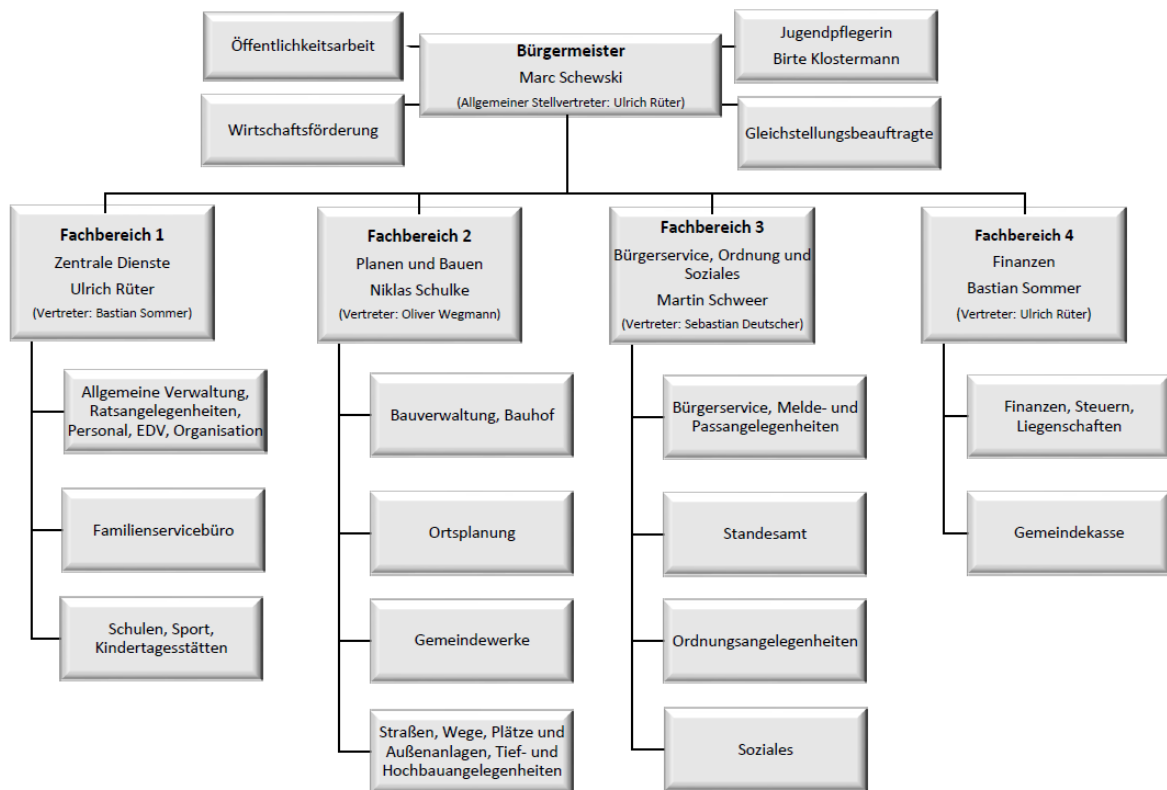 Öffentlichkeitsarbeit
Bürgermeister
Marc Schewski
(Allgemeiner Stellvertreter: Ulrich Rüter)
Jugendpflegerin
Birte Klostermann
Wirtschaftsförderung
Gleichstellungsbeauftragte
Fachbereich 1
Zentrale Dienste
Ulrich Rüter
(Vertreter: Bastian Sommer)
Fachbereich 2
Planen und Bauen
Niklas Schulke
(Vertreter: Oliver Wegmann)
Fachbereich 3
Bürgerservice, Ordnung und
Soziales
Martin Schweer
(Vertreter: Sebastian Deutscher)
Fachbereich 4
Finanzen
Bastian Sommer
(Vertreter: Ulrich Rüter)
Allgemeine Verwaltung,
Ratsangelegenheiten,
Personal, EDV, Organisation
Familienservicebüro
Schulen, Sport,
Kindertagesstätten
Bauverwaltung, Bauhof
Ortsplanung
Gemeindewerke
Straßen, Wege, Plätze und
Außenanlagen, Tief- und
Hochbauangelegenheiten
Bürgerservice, Melde- und
Passangelegenheiten
Standesamt
Ordnungsangelegenheiten
Soziales
Finanzen, Steuern,
Liegenschaften
Gemeindekasse